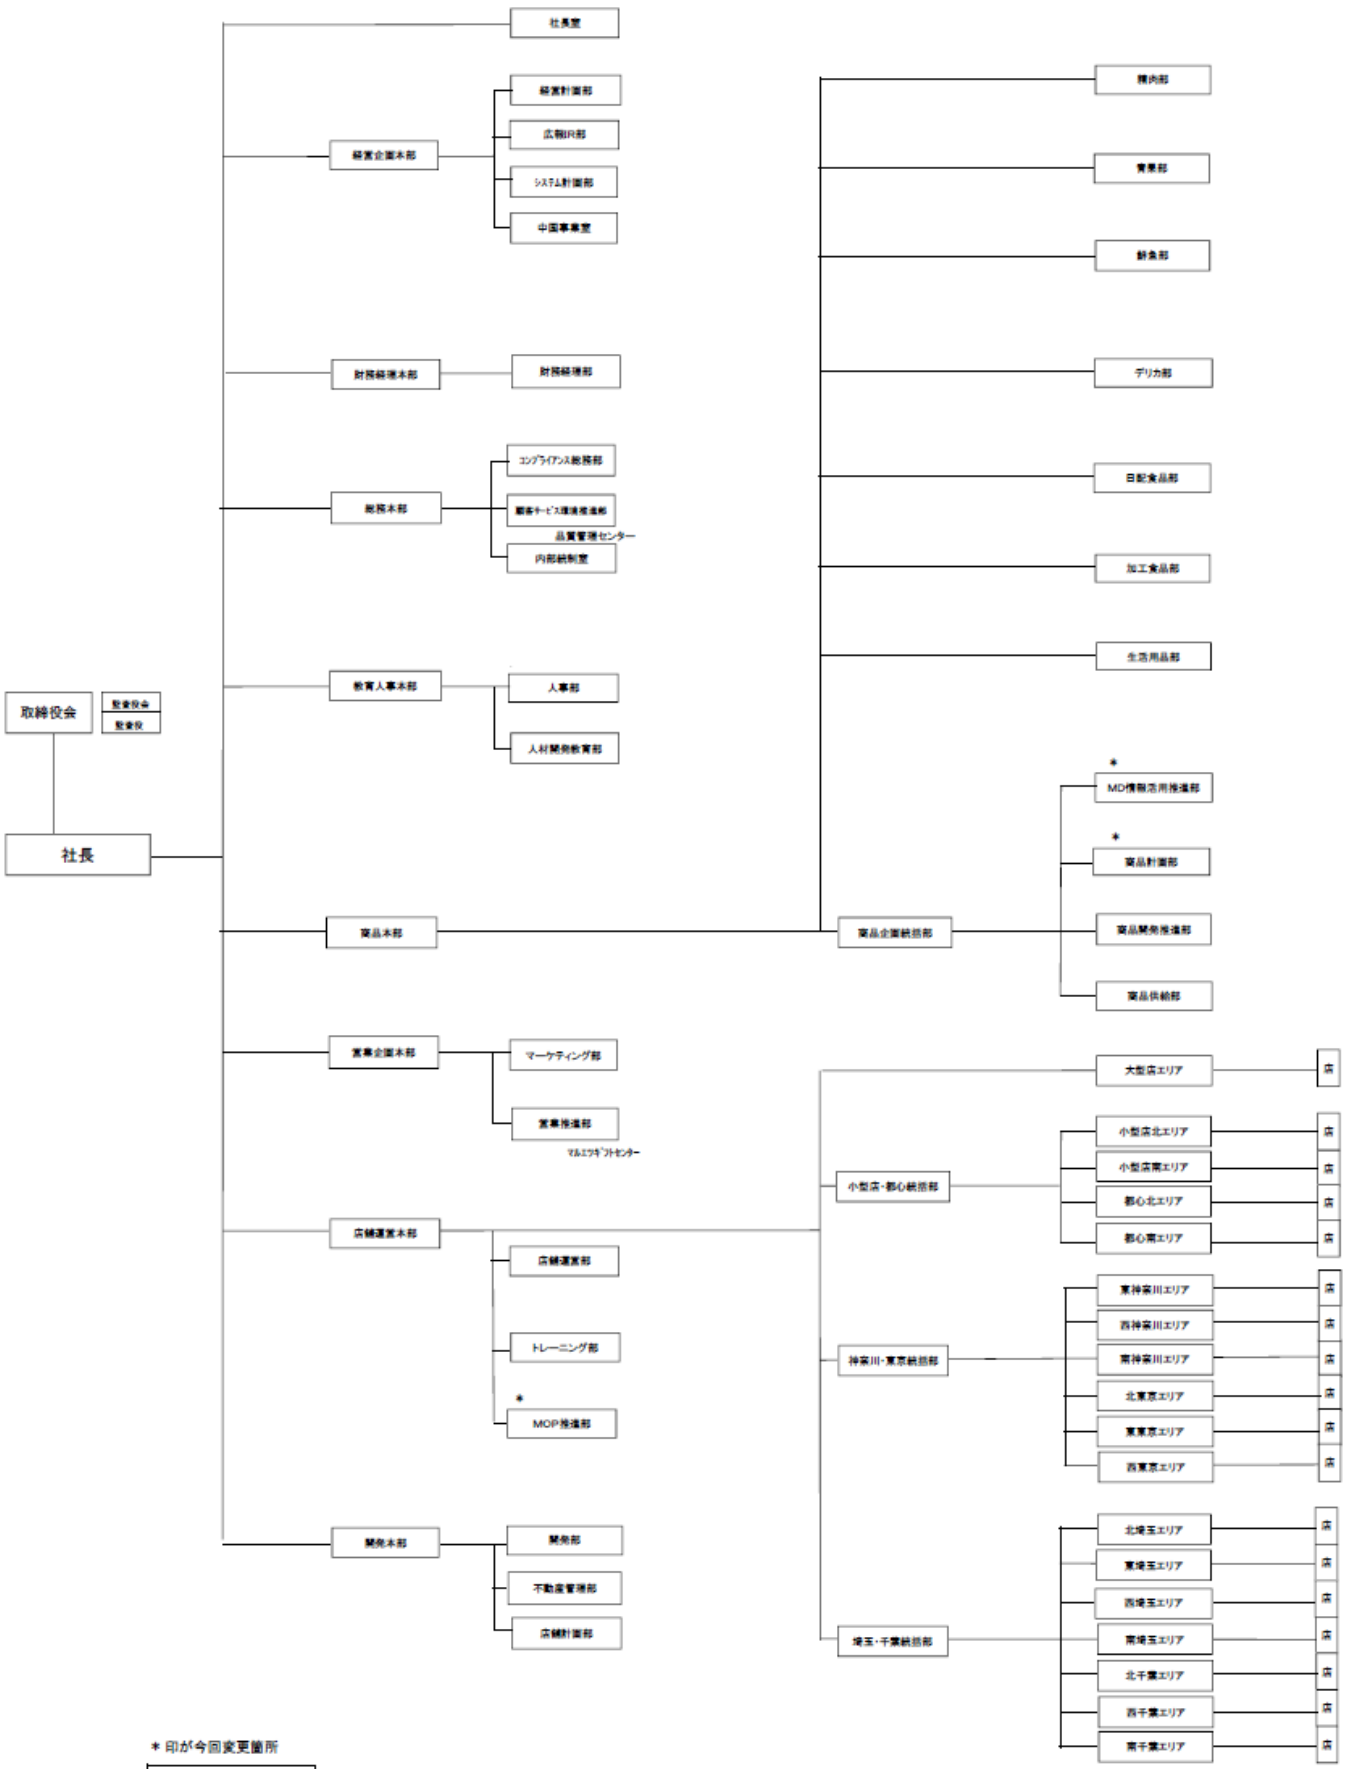 社長室
経営計画部
広報IR部
経営企画本部
システム計画部
中国事業室
財務経理本部
財務経理部
コンプライアンス総務部
総務本部
顧客サービス環境推進部
品質管理センター
内部統制室
教育人事本部
人事部
人材開発教育部
取締役会
監査役会
監査役
社長
商品本部
精肉部
青果部
鮮魚部
デリカ部
日配食品部
加工食品部
生活用品部
商品企画統括部
*
MD情報活用推進部
*
商品計画部
商品開発推進部
商品供給部
営業企画本部
マーケティング部
営業推進部
マルエツギフトセンター
店舗運営本部
店舗運営部
トレーニング部
*
MOP推進部
大型店エリア 店
小型店・都心統括部
小型店北エリア 店
小型店南エリア 店
都心北エリア 店
都心南エリア 店
神奈川・東京統括部
東神奈川エリア 店
西神奈川エリア 店
南神奈川エリア 店
北東京エリア 店
東東京エリア 店
西東京エリア 店
埼玉・千葉統括部
北埼玉エリア 店
東埼玉エリア 店
西埼玉エリア 店
南埼玉エリア 店
北千葉エリア 店
西千葉エリア 店
南千葉エリア 店
開発本部
開発部
不動産管理部
店舗計画部
* 印が今回変更箇所